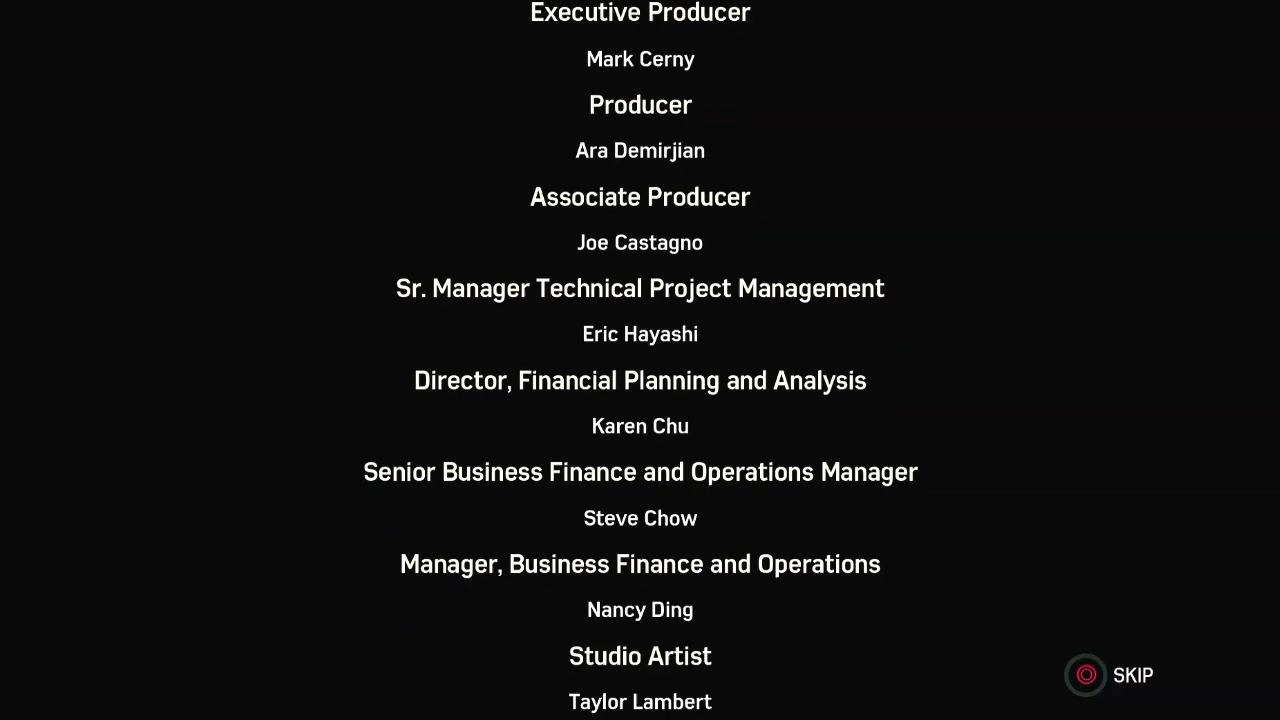 Executive Producer
Mark Cerny
Producer
Ara Demirjian
Associate Producer
Joe Castagno
Sr. Manager Technical Project Management
Eric Hayashi
Director, Financial Planning and Analysis
Karen Chu
Senior Business Finance and Operations Manager
Steve Chow
Manager, Business Finance and Operations
Nancy Ding
Studio Artist
SKIP
Taylor Lambert